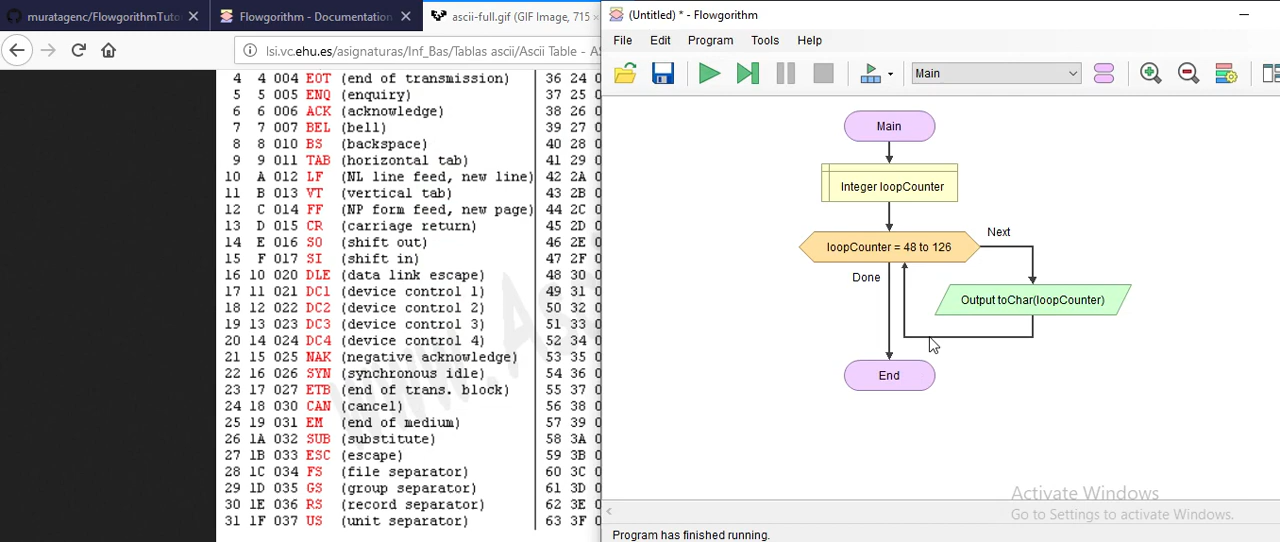 muratagenc/FlowgorithmTuto
Flowgorithm - Documentation
ascii-full.gif (GIF Image, 715 ×
lsi.vc.ehu.es/asignaturas/Inf_Bas/Tablas ascii/Ascii Table - AS
4 4 004 EOT (end of transmission) 36 24 0
5 5 005 ENQ (enquiry) 37 25 0
6 6 006 ACK (acknowledge) 38 26 0
7 7 007 BEL (bell) 39 27 0
8 8 010 BS (backspace) 40 28 0
9 9 011 TAB (horizontal tab) 41 29 0
10 A 012 LF (NL line feed, new line) 42 2A 0
11 B 013 VT (vertical tab) 43 2B 0
12 C 014 FF (NP form feed, new page) 44 2C 0
13 D 015 CR (carriage return) 45 2D 0
14 E 016 SO (shift out) 46 2E 0
15 F 017 SI (shift in) 47 2F 0
16 10 020 DLE (data link escape) 48 30 0
17 11 021 DC1 (device control 1) 49 31 0
18 12 022 DC2 (device control 2) 50 32 0
19 13 023 DC3 (device control 3) 51 33 0
20 14 024 DC4 (device control 4) 52 34 0
21 15 025 NAK (negative acknowledge) 53 35 0
22 16 026 SYN (synchronous idle) 54 36 0
23 17 027 ETB (end of trans. block) 55 37 0
24 18 030 CAN (cancel) 56 38 0
25 19 031 EM (end of medium) 57 39 0
26 1A 032 SUB (substitute) 58 3A 0
27 1B 033 ESC (escape) 59 3B 0
28 1C 034 FS (file separator) 60 3C 0
29 1D 035 GS (group separator) 61 3D 0
30 1E 036 RS (record separator) 62 3E 0
31 1F 037 US (unit separator) 63 3F 0
(Untitled) * - Flowgorithm
File Edit Program Tools Help
Main
Main
Integer loopCounter
loopCounter = 48 to 126
Next
Done
Output toChar(loopCounter)
End
Activate Windows
Go to Settings to activate Windows.
Program has finished running.